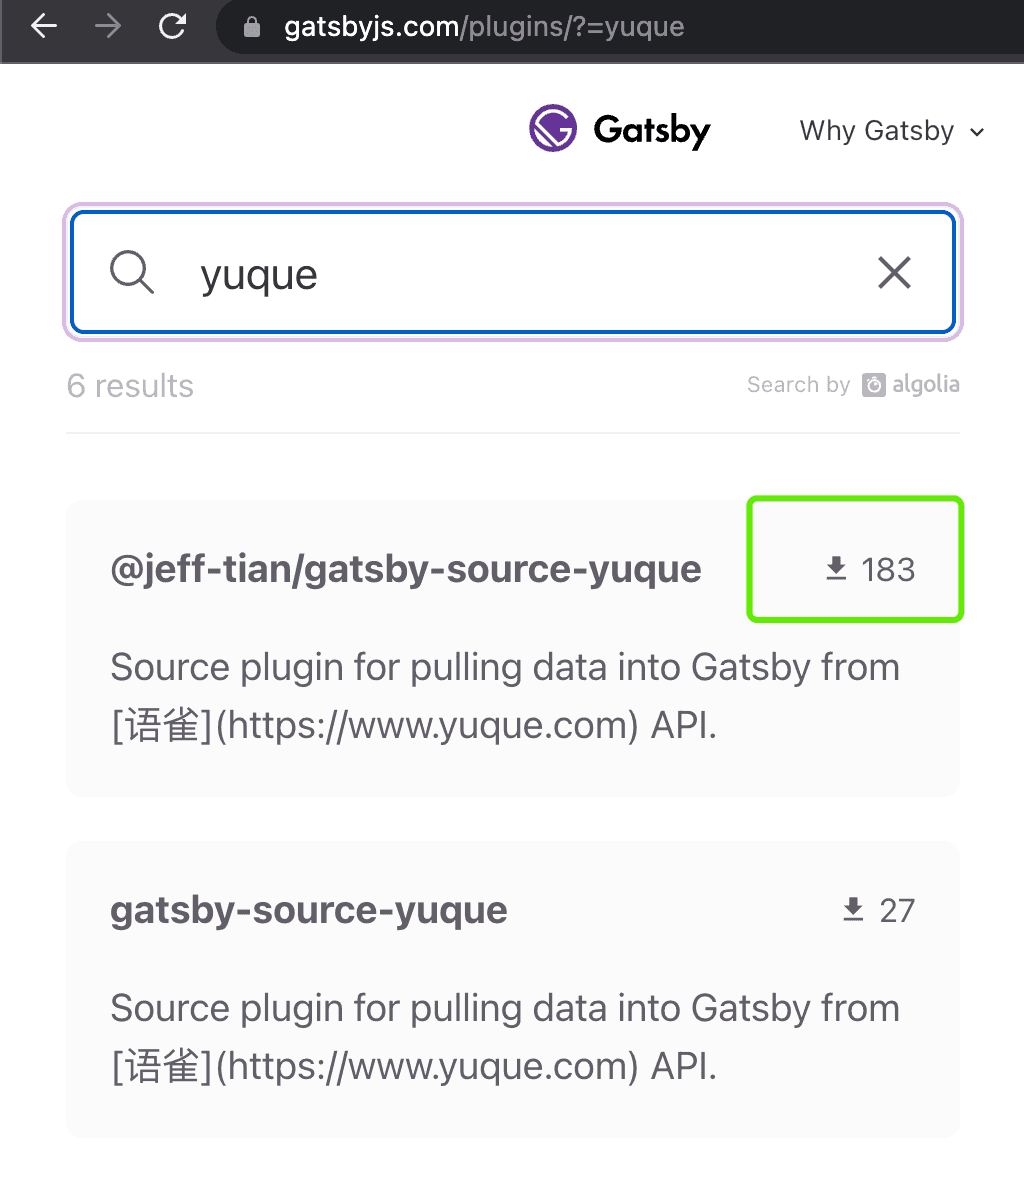 gatsbyjs.com/plugins/?=yuque
Gatsby
Why Gatsby
yuque
6 results
Search by algolia
@jeff-tian/gatsby-source-yuque
183
Source plugin for pulling data into Gatsby from
[语雀](https://www.yuque.com) API.
gatsby-source-yuque
27
Source plugin for pulling data into Gatsby from
[语雀](https://www.yuque.com) API.